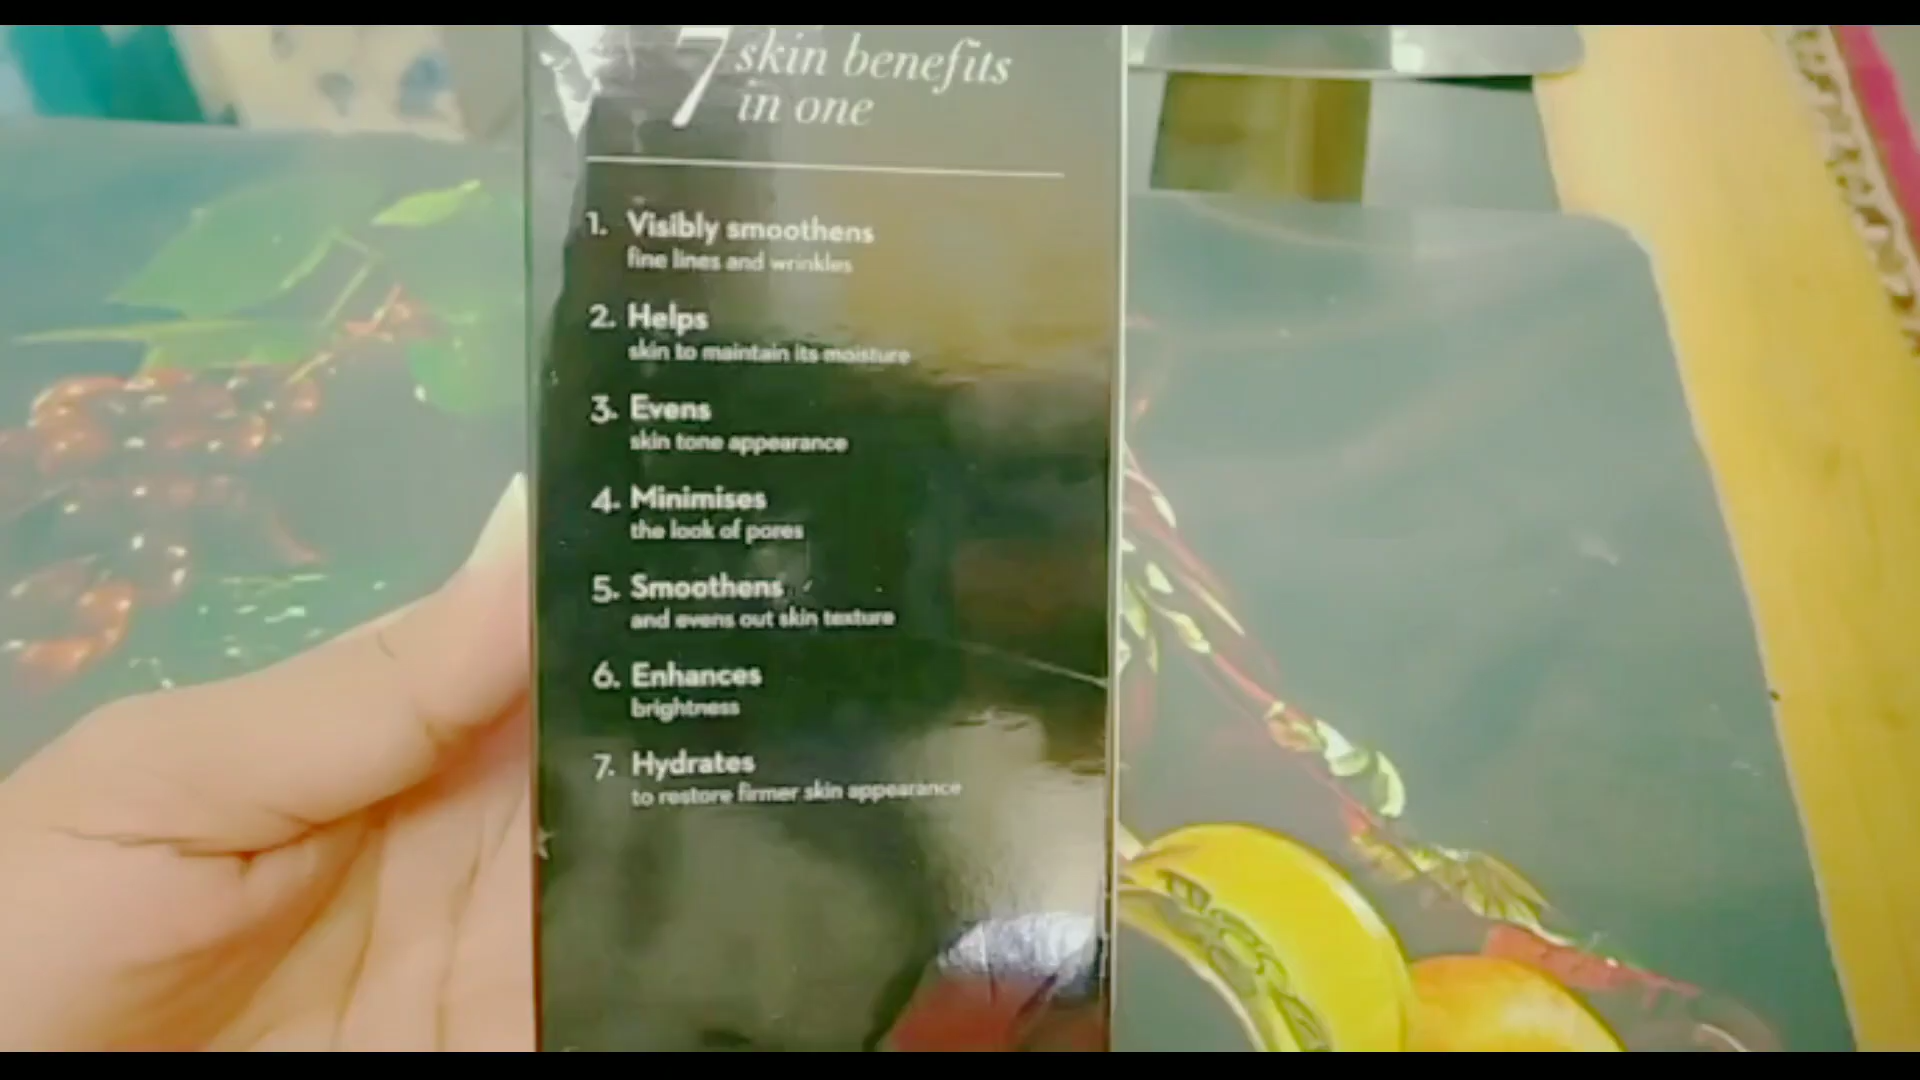 7 skin benefits
in one
1. Visibly smoothens
fine lines and wrinkles
2. Helps
skin to maintain its moisture
3. Evens
skin tone appearance
4. Minimises
the look of pores
5. Smoothens
and evens out skin texture
6. Enhances
brightness
7. Hydrates
to restore firmer skin appearance